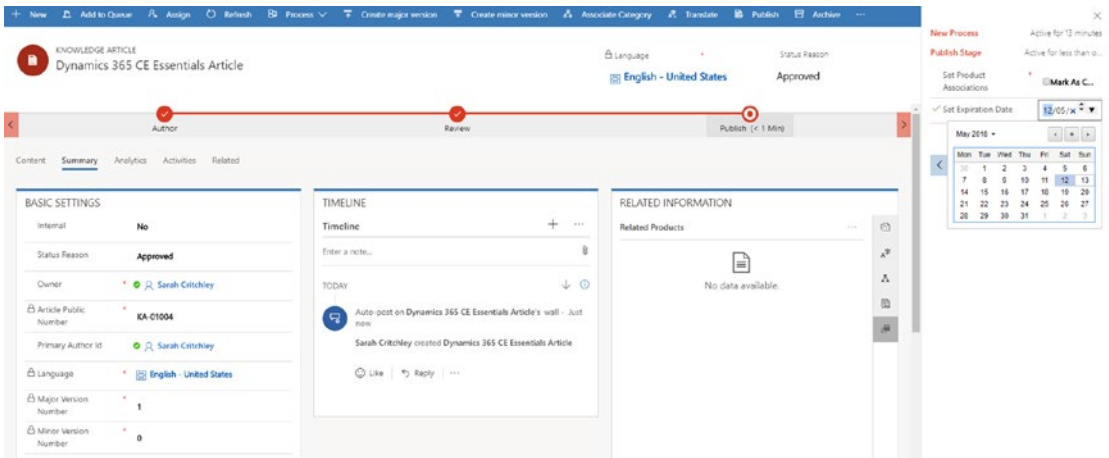 New Add to Queue Assign Refresh Process Create major version Create minor version Associate Category Translate Publish Archive ...
KNOWLEDGE ARTICLE
Dynamics 365 CE Essentials Article
Language *
English - United States
Status Reason
Approved
Author
Review
Publish (< 1 Min)
Content Summary Analytics Activities Related
BASIC SETTINGS
Internal No
Status Reason Approved
Owner * Sarah Critchley
Article Public * KA-01004
Number
Primary Author Id Sarah Critchley
Language * English - United States
Major Version * 1
Number
Minor Version * 0
Number
TIMELINE
Timeline
Enter a note...
TODAY
Auto-post on Dynamics 365 CE Essentials Article's wall - Just
now
Sarah Critchley created Dynamics 365 CE Essentials Article
Like Reply ...
RELATED INFORMATION
Related Products ...
No data available.
New Process Active for 13 minutes
Publish Stage Active for less than o...
Set Product * Mark As C...
Associations
Set Expiration Date 12/05/
May 2018
Mon Tue Wed Thu Fri Sat Sun
30 1 2 3 4 5 6
7 8 9 10 11 12 13
14 15 16 17 18 19 20
21 22 23 24 25 26 27
28 29 30 31 1 2 3